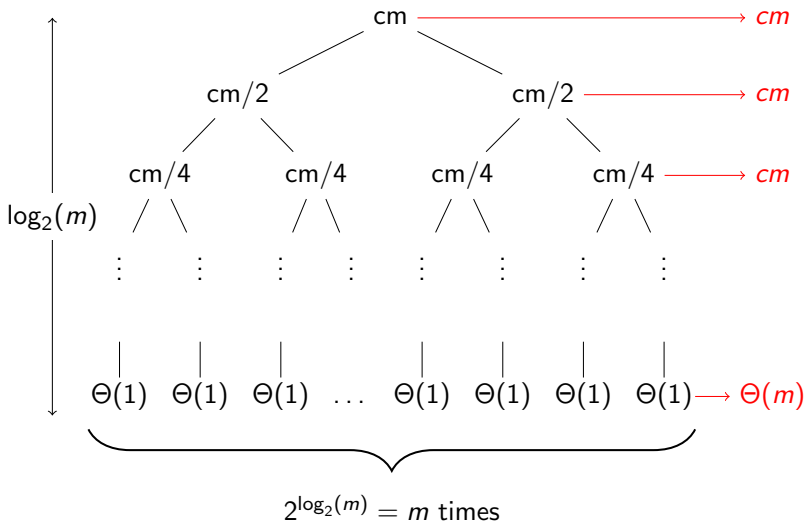 cm cm
cm/2 cm/2 cm
cm/4 cm/4 cm/4 cm/4 cm
log₂(m)
⋮ ⋮ ⋮ ⋮ ⋮ ⋮ ⋮ ⋮
Θ(1) Θ(1) Θ(1) ... Θ(1) Θ(1) Θ(1) Θ(1) Θ(m)
2^{log₂(m)} = m times